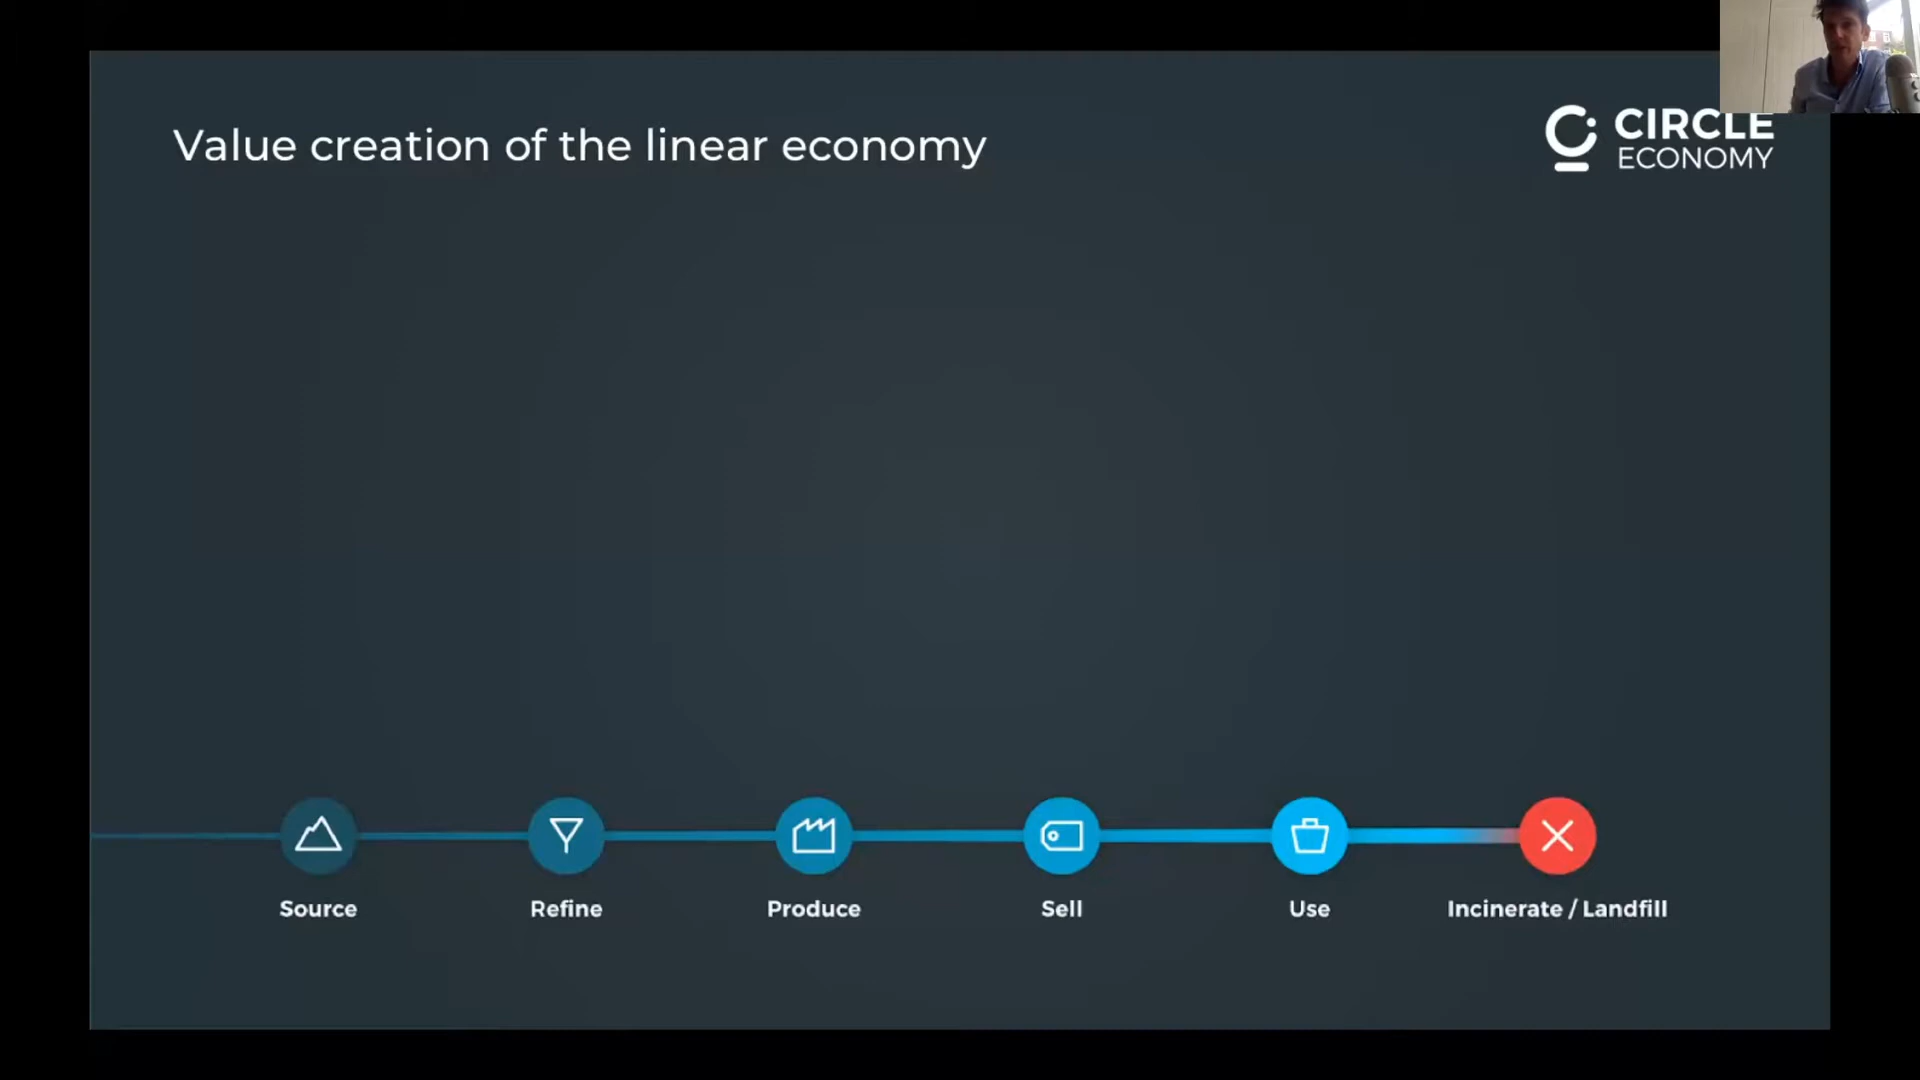 Value creation of the linear economy
CIRCLE
ECONOMY
Source
Refine
Produce
Sell
Use
Incinerate / Landfill